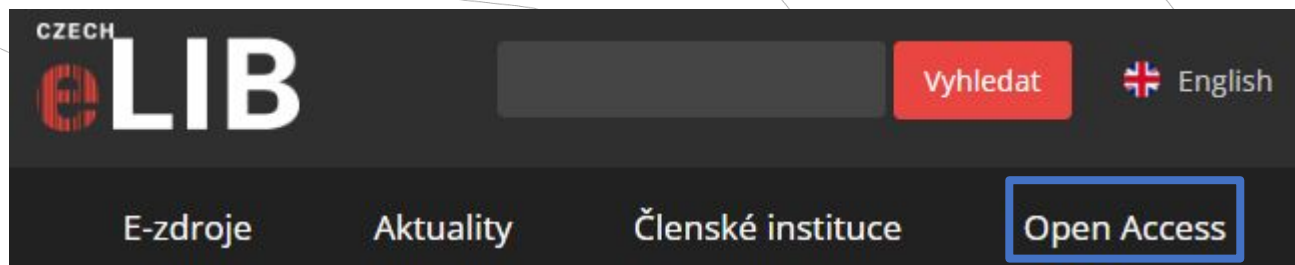 CZECH
eLIB
Vyhledat
English
E-zdroje Aktuality Členské instituce Open Access